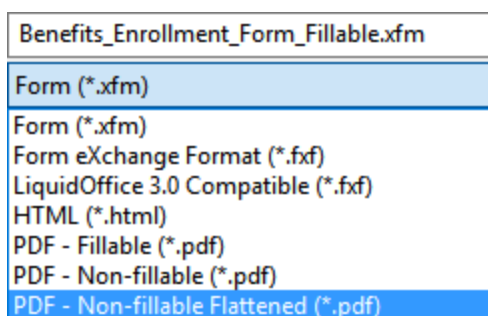 Benefits_Enrollment_Form_Fillable.xfm
Form (*.xfm)
Form (*.xfm)
Form eXchange Format (*.fxf)
LiquidOffice 3.0 Compatible (*.fxf)
HTML (*.html)
PDF - Fillable (*.pdf)
PDF - Non-fillable (*.pdf)
PDF - Non-fillable Flattened (*.pdf)